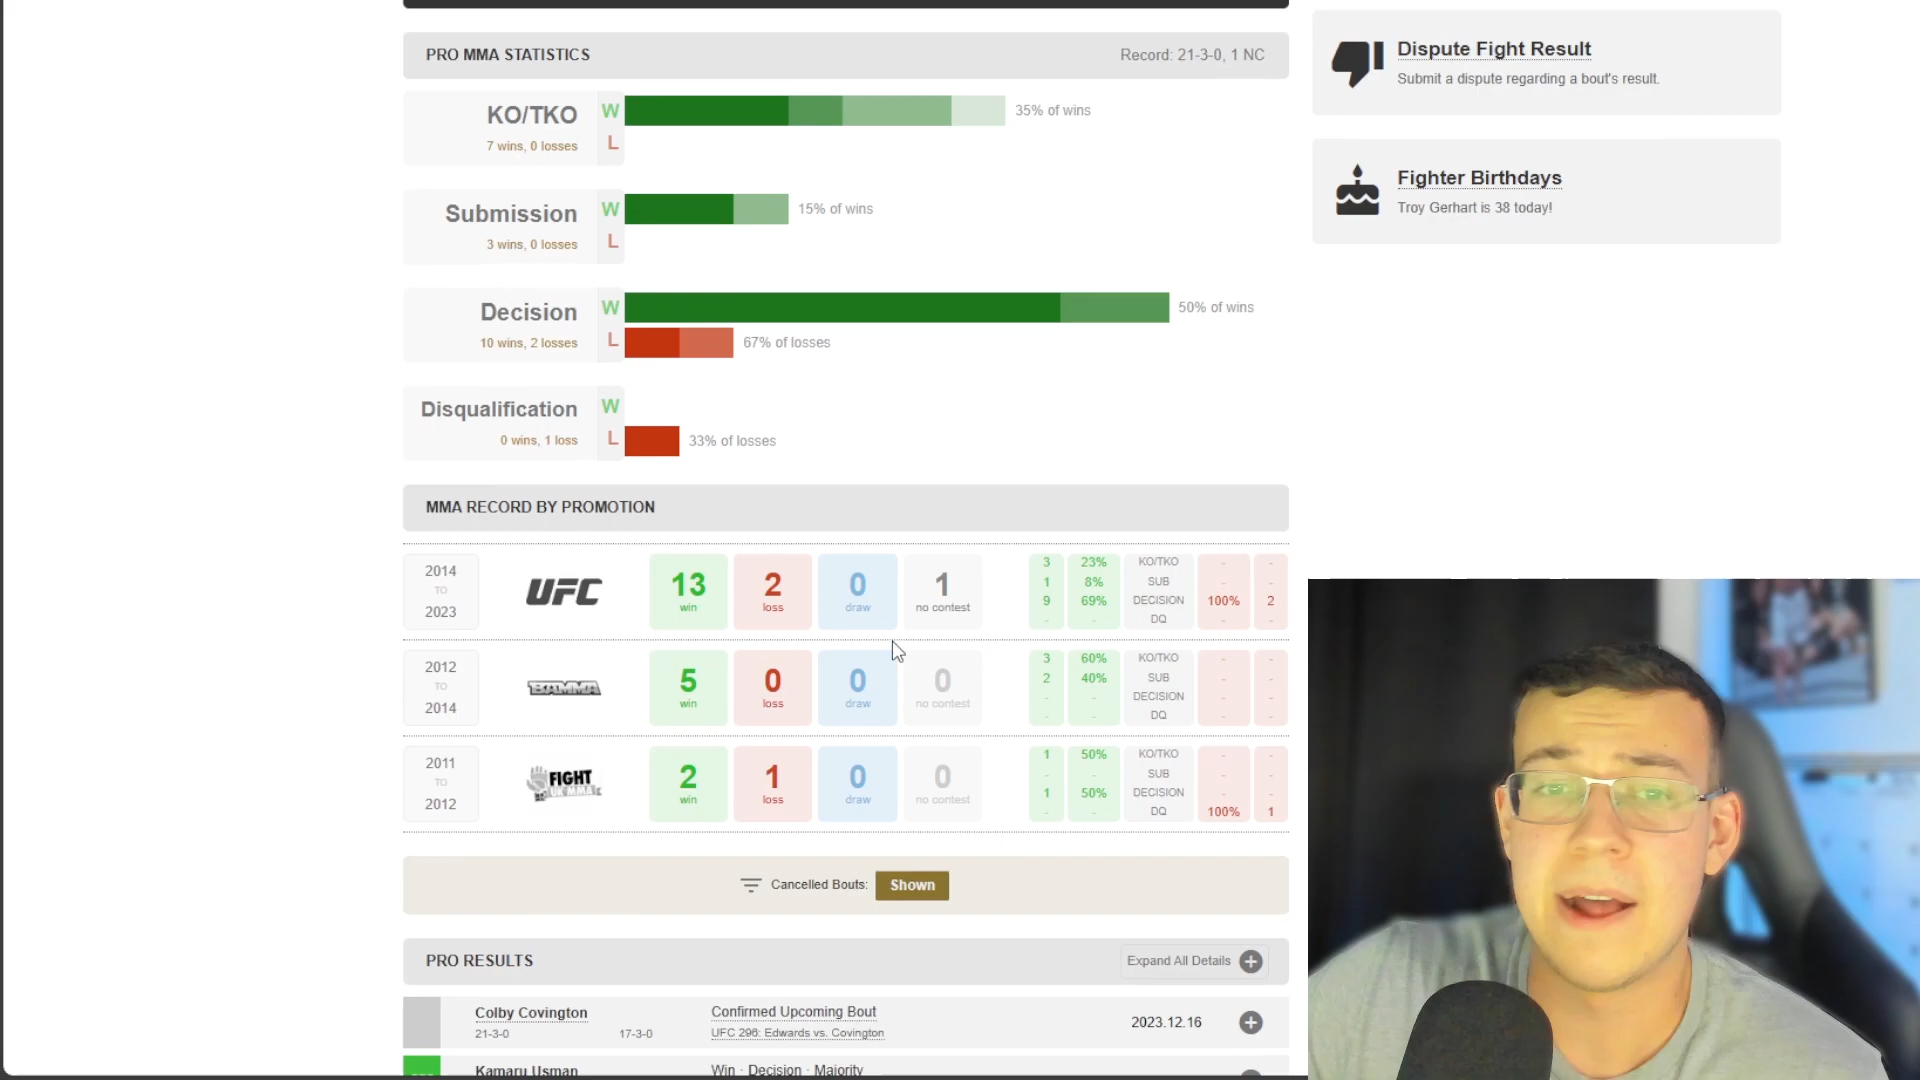 PRO MMA STATISTICS
Record: 21-3-0, 1 NC
KO/TKO
7 wins, 0 losses
W
L
35% of wins
Submission
3 wins, 0 losses
W
L
15% of wins
Decision
10 wins, 2 losses
W
L
50% of wins
67% of losses
Disqualification
0 wins, 1 loss
W
L
33% of losses
MMA RECORD BY PROMOTION
2014
TO
2023
UFC
13
win
2
loss
0
draw
1
no contest
3 23% KO/TKO - -
1 8% SUB - -
9 69% DECISION 100% 2
- - DQ - -
2012
TO
2014
BAMMA
5
win
0
loss
0
draw
0
no contest
3 60% KO/TKO - -
2 40% SUB - -
- - DECISION - -
- - DQ - -
2011
TO
2012
FIGHT
UK MMA
2
win
1
loss
0
draw
0
no contest
1 50% KO/TKO - -
- - SUB - -
1 50% DECISION - -
- - DQ 100% 1
Cancelled Bouts: Shown
PRO RESULTS
Expand All Details
Colby Covington
21-3-0 17-3-0
Confirmed Upcoming Bout
UFC 296: Edwards vs. Covington
2023.12.16
Kamaru Usman
Win · Decision · Majority
Dispute Fight Result
Submit a dispute regarding a bout's result.
Fighter Birthdays
Troy Gerhart is 38 today!